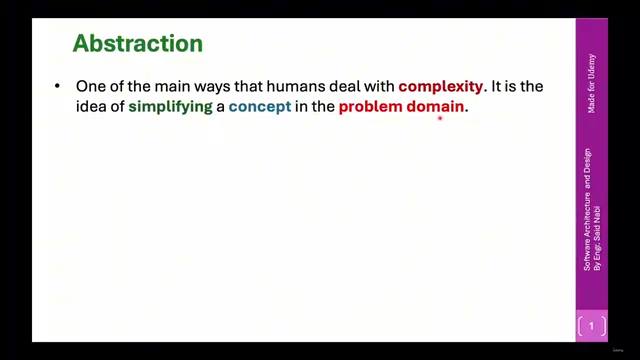 Abstraction
• One of the main ways that humans deal with complexity. It is the
idea of simplifying a concept in the problem domain.
Made for Udemy
Software Architecture and Design
By Engr. Said Nabi
1